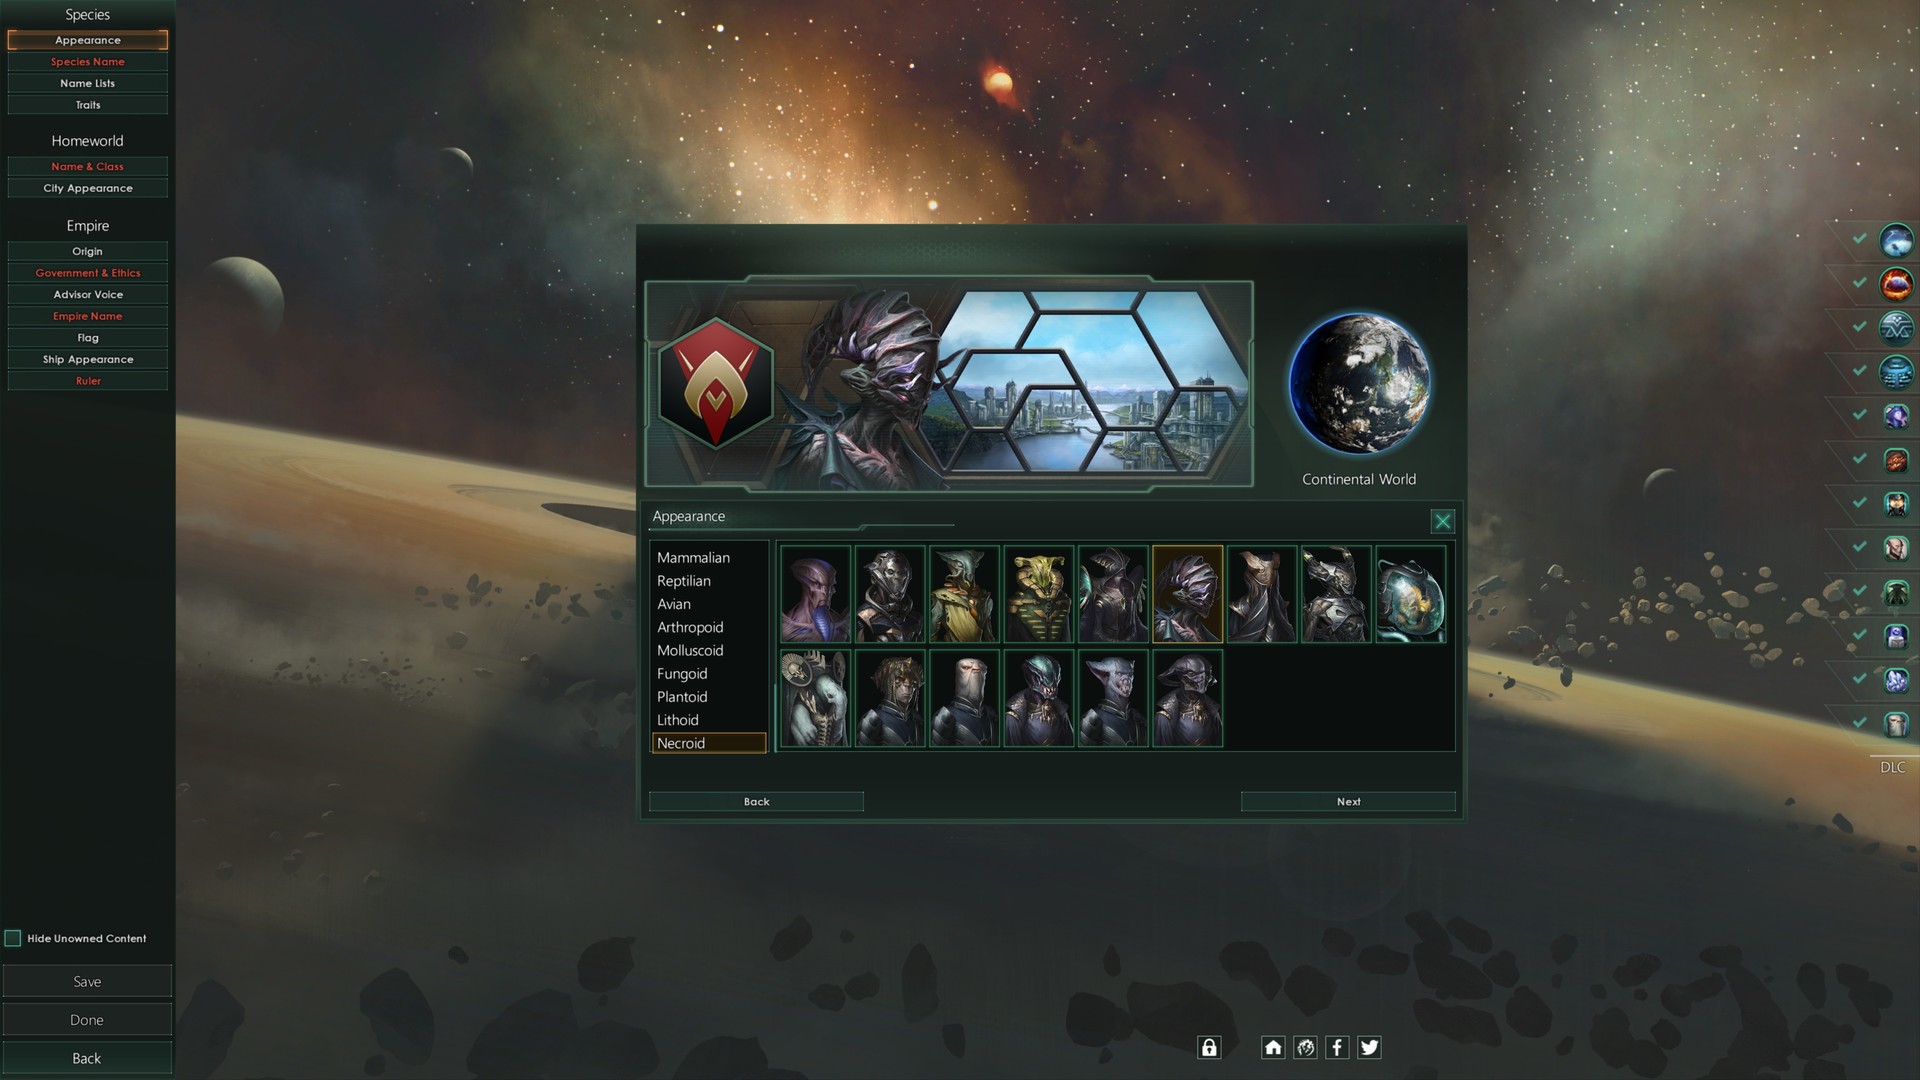 Species
Appearance
Species Name
Name Lists
Traits
Homeworld
Name & Class
City Appearance
Empire
Origin
Government & Ethics
Advisor Voice
Empire Name
Flag
Ship Appearance
Ruler
Hide Unowned Content
Save
Done
Back
Continental World
Appearance
Mammalian
Reptilian
Avian
Arthropoid
Molluscoid
Fungoid
Plantoid
Lithoid
Necroid
Back
Next
DLC